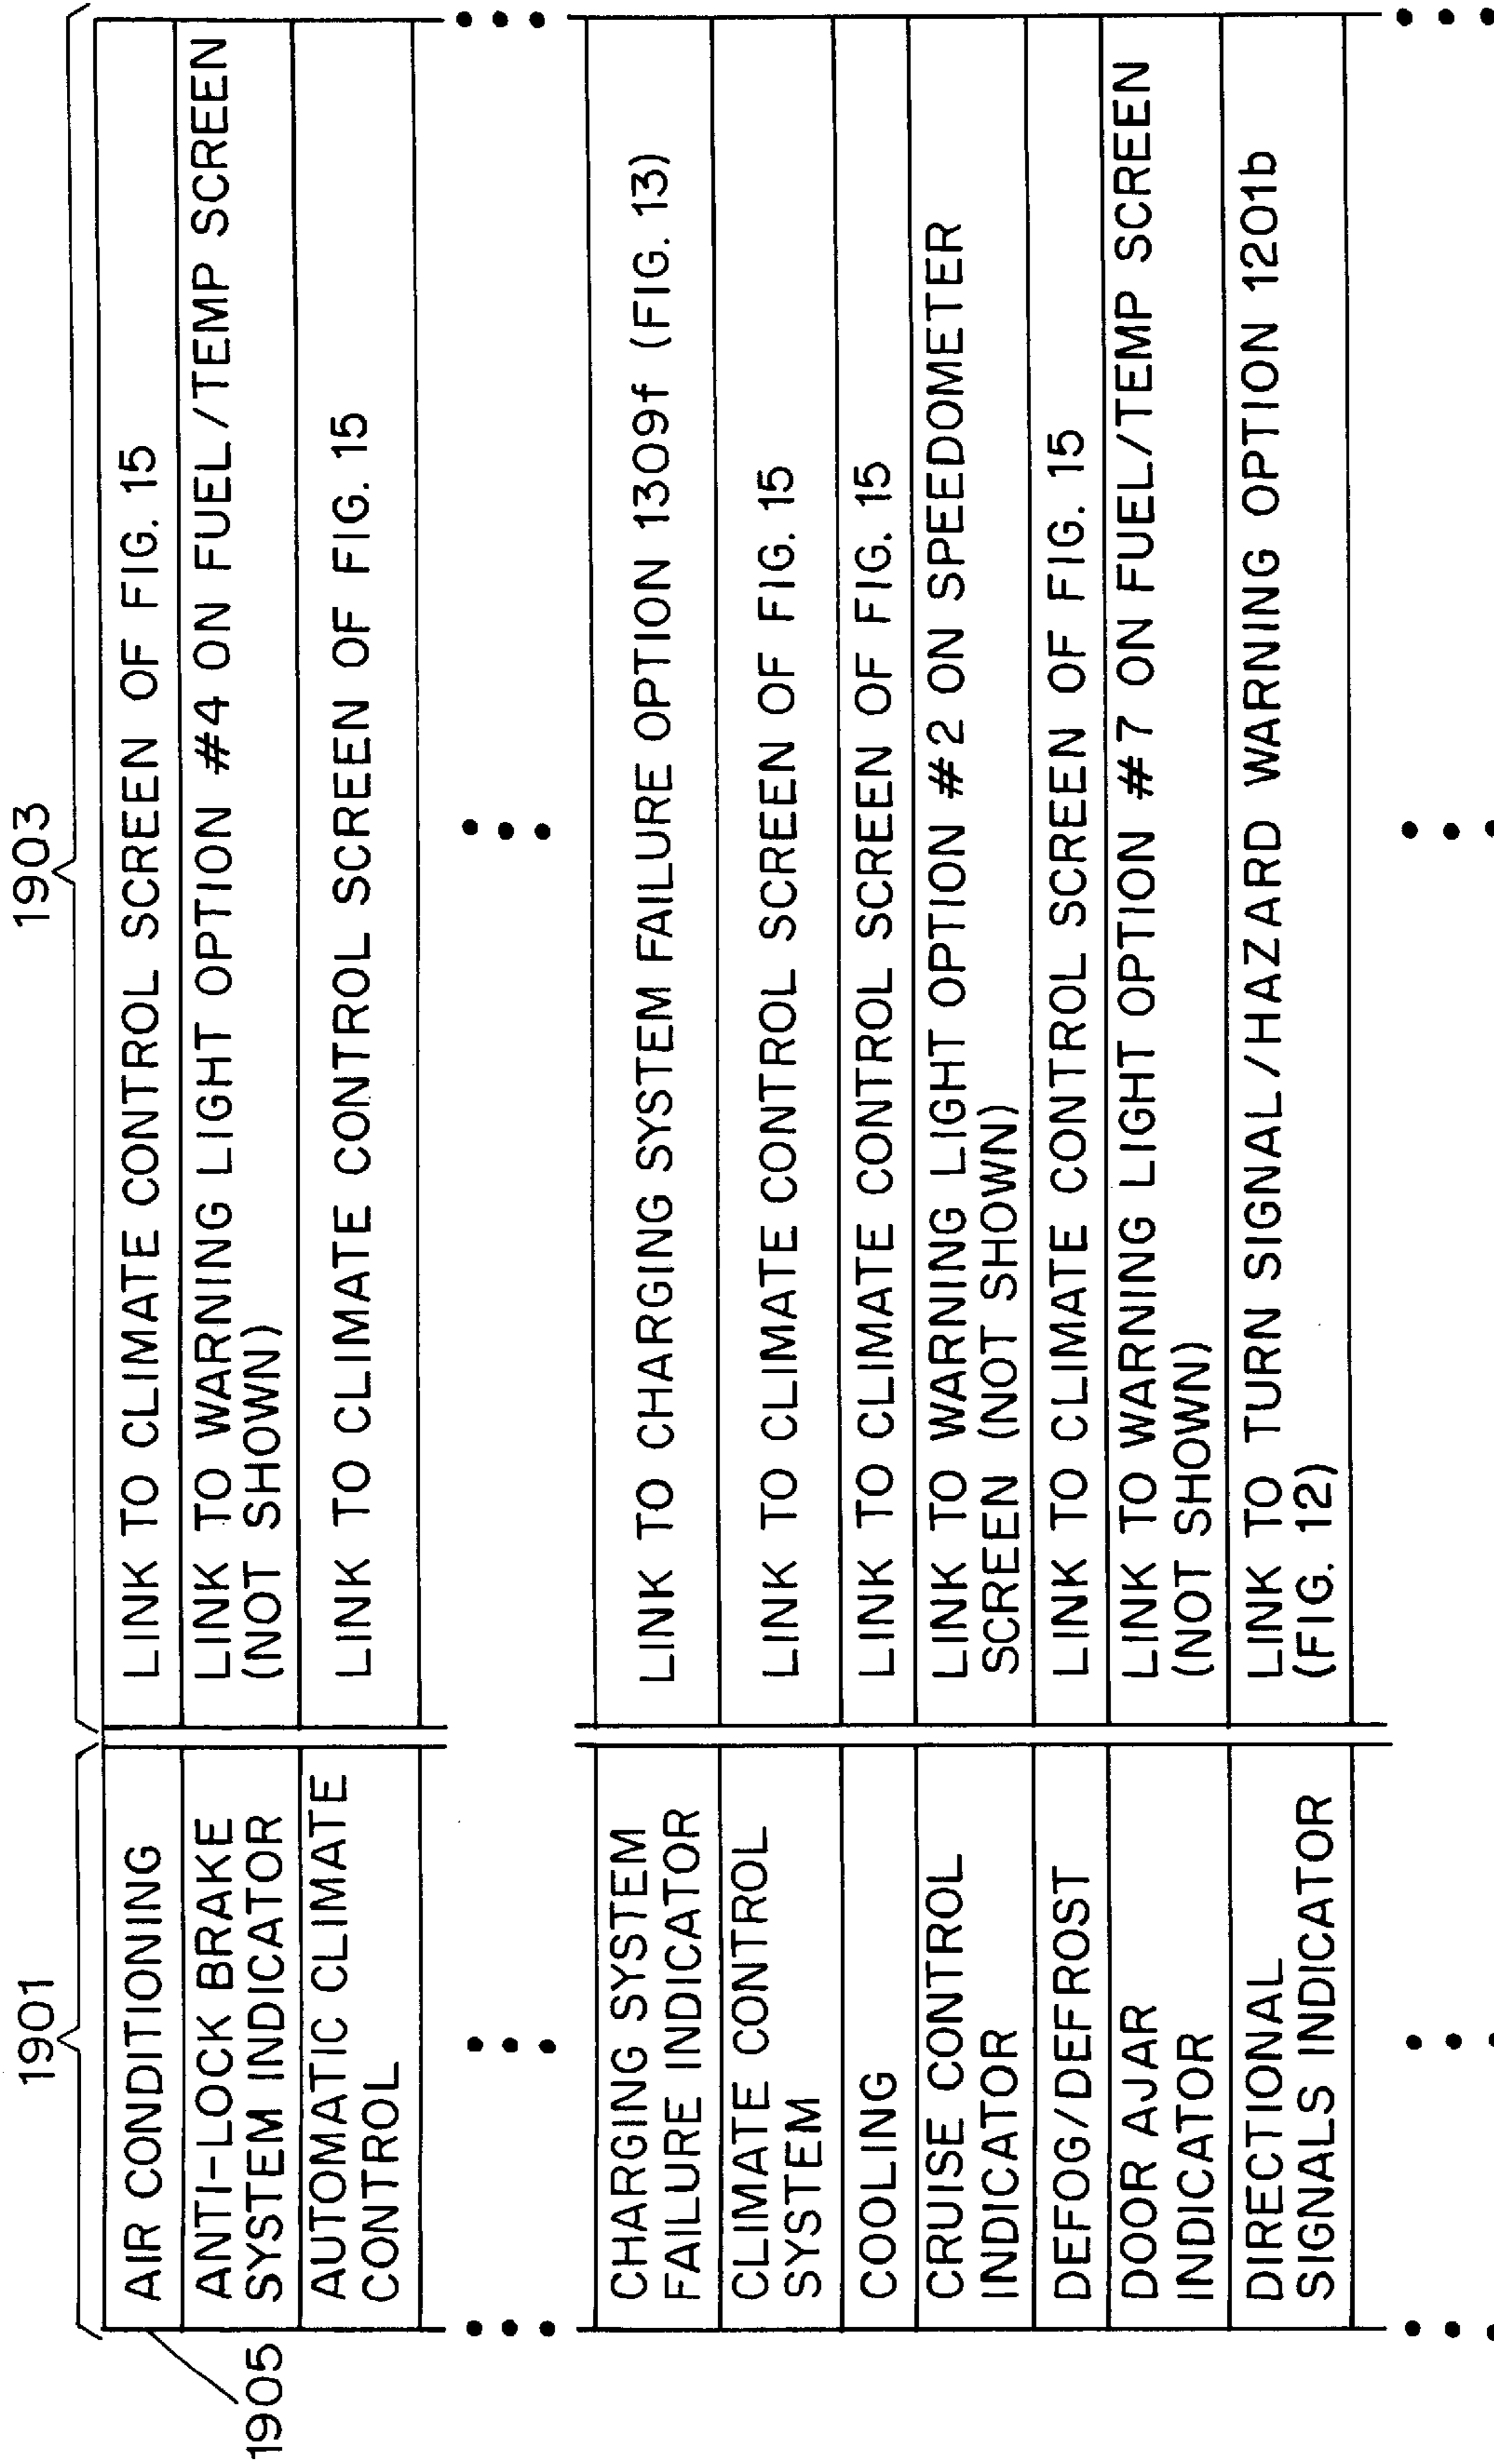 1901
1903
1905
AIR CONDITIONING
LINK TO CLIMATE CONTROL SCREEN OF FIG. 15
ANTI-LOCK BRAKE
SYSTEM INDICATOR
LINK TO WARNING LIGHT OPTION #4 ON FUEL/TEMP SCREEN
(NOT SHOWN)
AUTOMATIC CLIMATE
CONTROL
LINK TO CLIMATE CONTROL SCREEN OF FIG. 15
CHARGING SYSTEM
FAILURE INDICATOR
LINK TO CHARGING SYSTEM FAILURE OPTION 1309f (FIG. 13)
CLIMATE CONTROL
SYSTEM
LINK TO CLIMATE CONTROL SCREEN OF FIG. 15
COOLING
LINK TO CLIMATE CONTROL SCREEN OF FIG. 15
CRUISE CONTROL
INDICATOR
LINK TO WARNING LIGHT OPTION #2 ON SPEEDOMETER
SCREEN (NOT SHOWN)
DEFOG/DEFROST
LINK TO CLIMATE CONTROL SCREEN OF FIG. 15
DOOR AJAR
INDICATOR
LINK TO WARNING LIGHT OPTION #7 ON FUEL/TEMP SCREEN
(NOT SHOWN)
DIRECTIONAL
SIGNALS INDICATOR
LINK TO TURN SIGNAL/HAZARD WARNING OPTION 1201b
(FIG. 12)